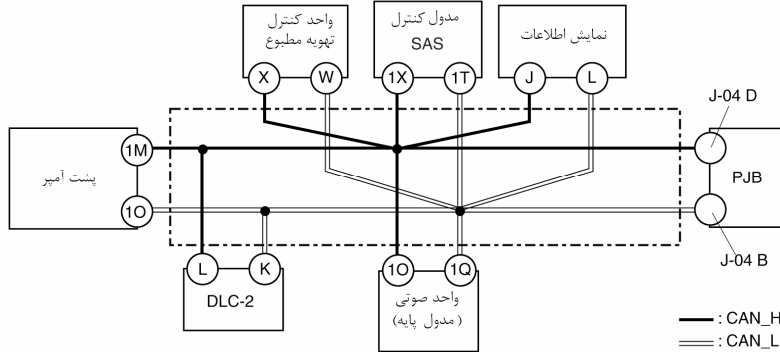 واحد کنترل
تهویه مطبوع
مدول کنترل
SAS
نمایش اطلاعات
X
W
1X
1T
J
L
J-04 D
1M
پشت آمپر
1O
PJB
J-04 B
L
K
1O
1Q
DLC-2
واحد صوتی
(مدول پایه)
: CAN_H
: CAN_L